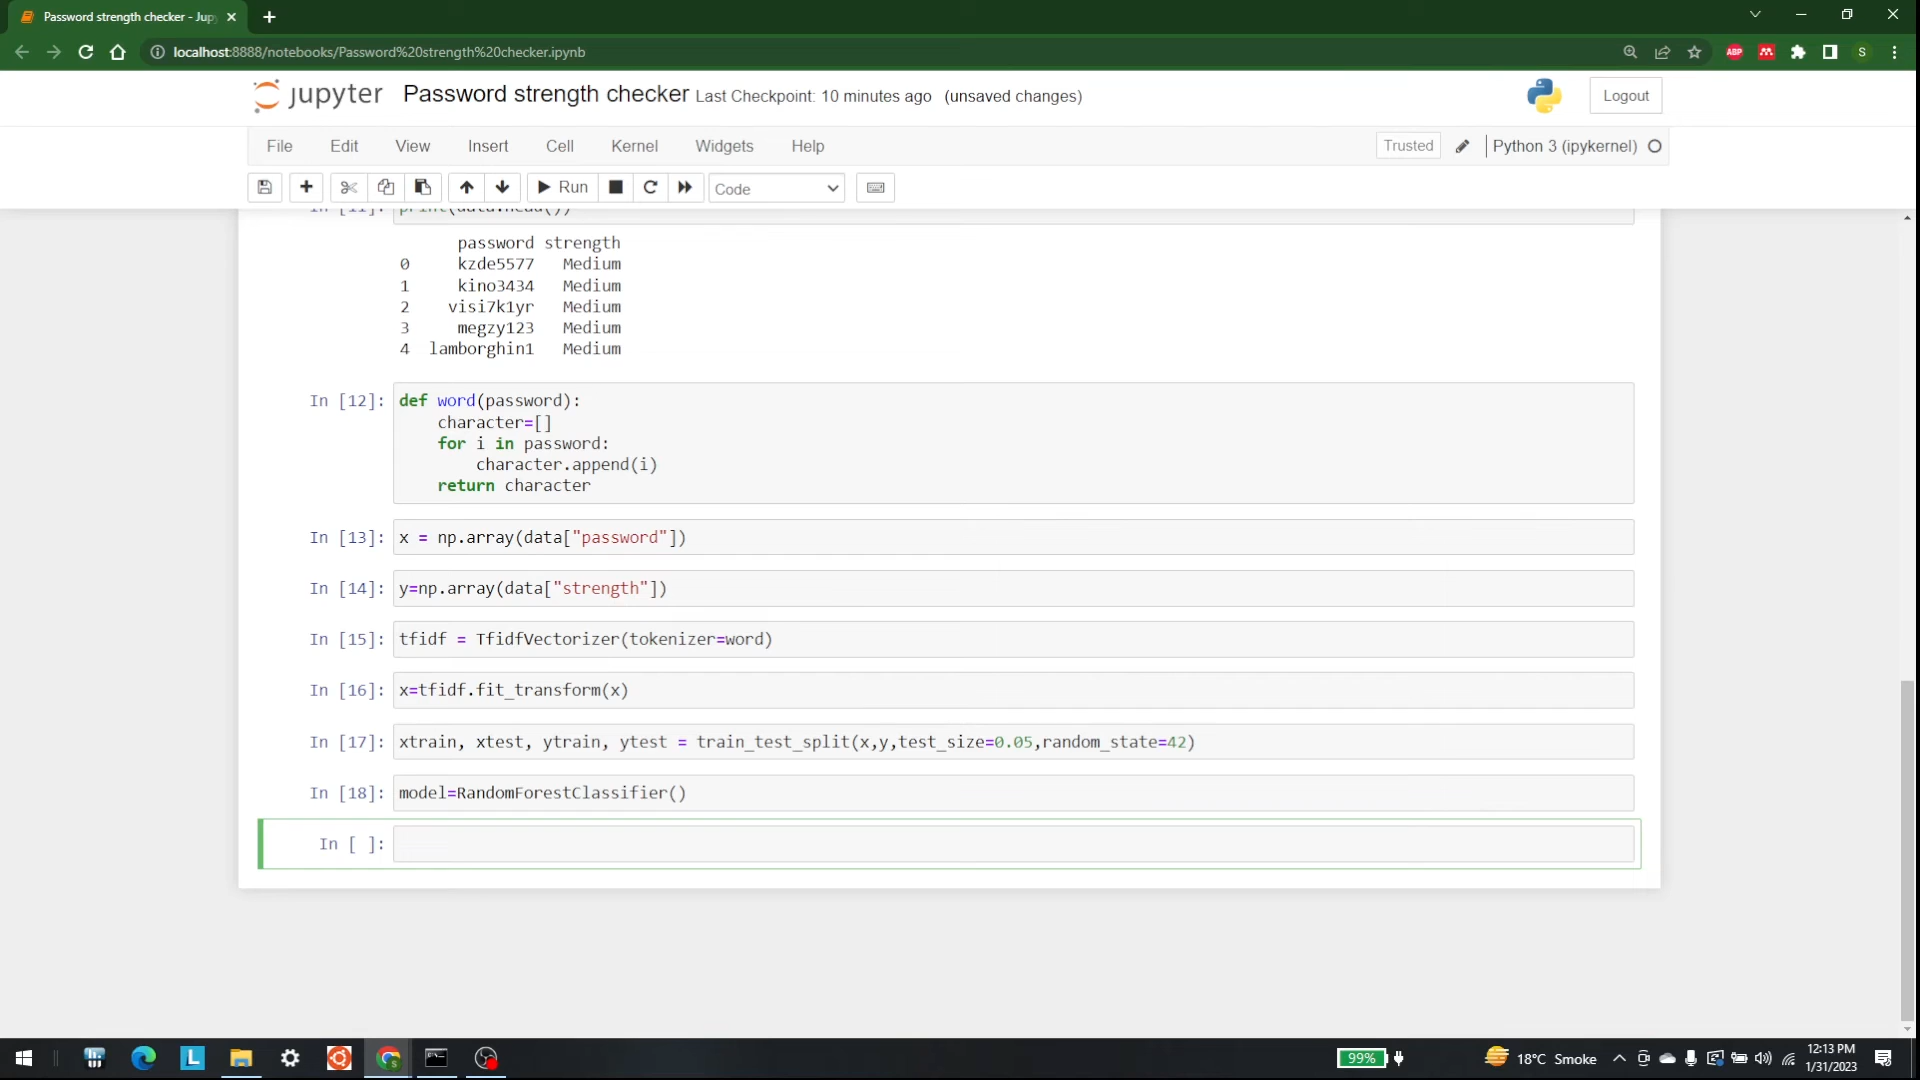 Password strength checker - Jup
localhost:8888/notebooks/Password%20strength%20checker.ipynb
ABP
S
jupyter Password strength checker Last Checkpoint: 10 minutes ago (unsaved changes)
Logout
File Edit View Insert Cell Kernel Widgets Help
Trusted Python 3 (ipykernel)
Run Code
In [11]: print(data.head())
password strength
0 kzde5577 Medium
1 kino3434 Medium
2 visi7k1yr Medium
3 megzy123 Medium
4 lamborghin1 Medium
In [12]: def word(password):
character=[]
for i in password:
character.append(i)
return character
In [13]: x = np.array(data["password"])
In [14]: y=np.array(data["strength"])
In [15]: tfidf = TfidfVectorizer(tokenizer=word)
In [16]: x=tfidf.fit_transform(x)
In [17]: xtrain, xtest, ytrain, ytest = train_test_split(x,y,test_size=0.05,random_state=42)
In [18]: model=RandomForestClassifier()
In [ ]:
L
99%
18°C Smoke
12:13 PM
1/31/2023